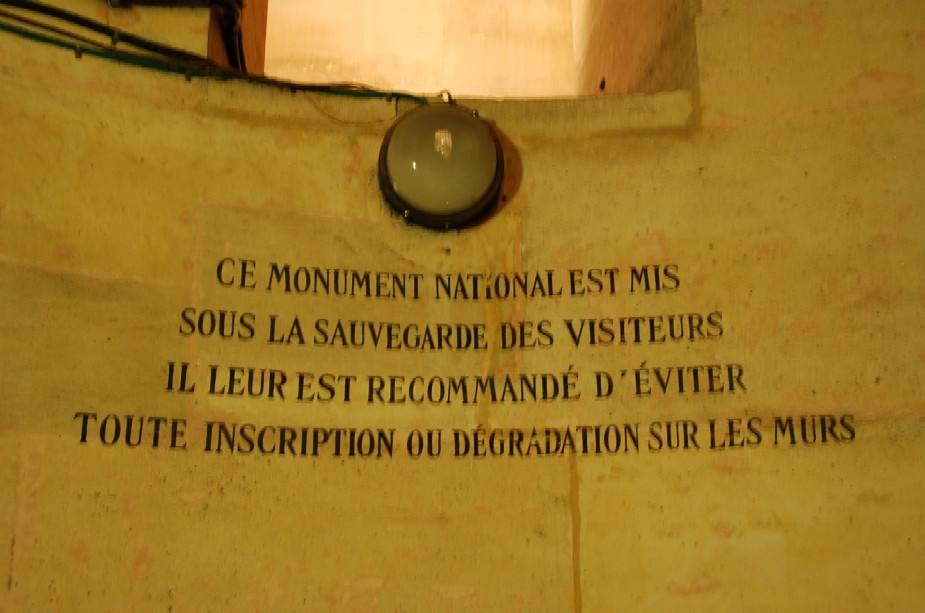 CE MONUMENT NATIONAL EST MIS
SOUS LA SAUVEGARDE DES VISITEURS
IL LEUR EST RECOMMANDÉ D'ÉVITER
TOUTE INSCRIPTION OU DÉGRADATION SUR LES MURS